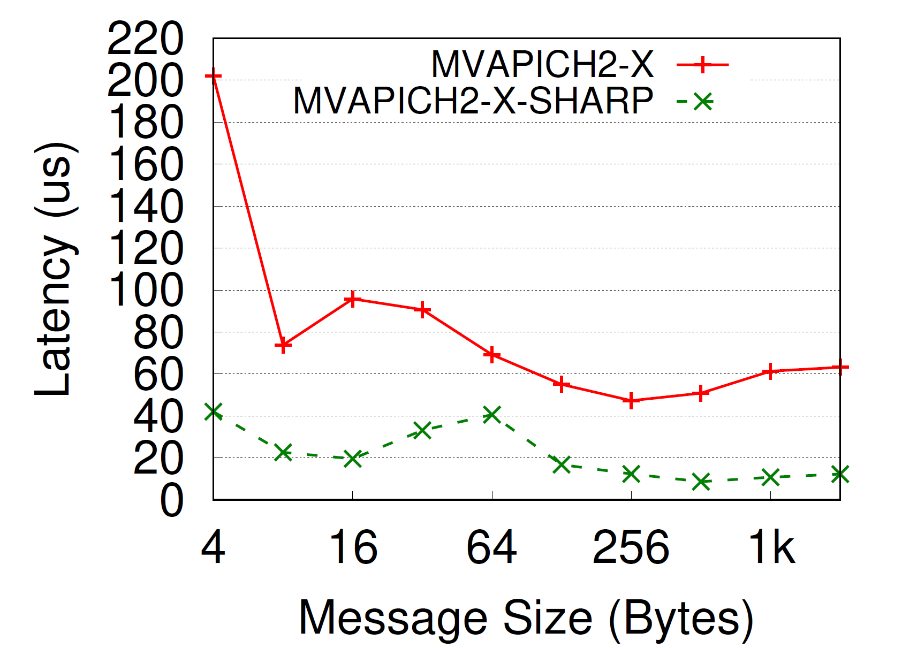 220
200
180
160
140
120
100
80
60
40
20
0
Latency (us)
MVAPICH2-X
MVAPICH2-X-SHARP
4 16 64 256 1k
Message Size (Bytes)